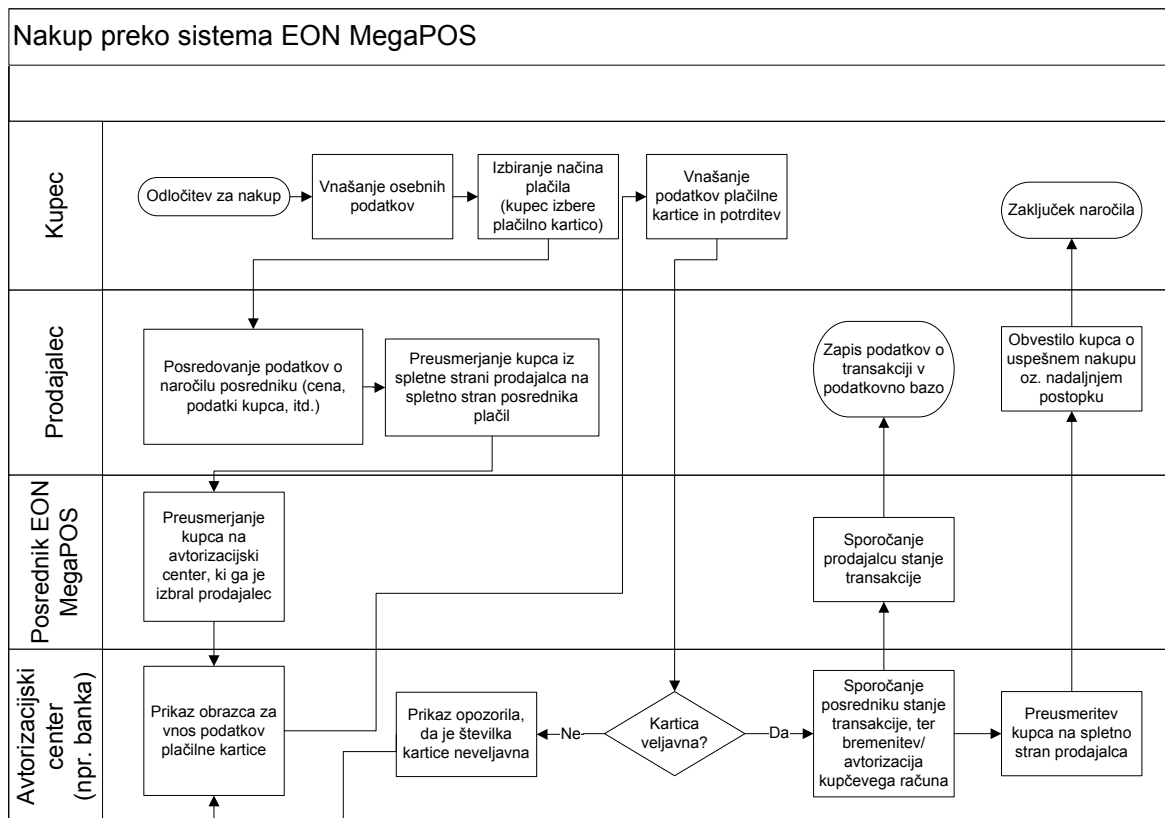 Nakup preko sistema EON MegaPOS
Kupec
Odločitev za nakup
Vnašanje osebnih
podatkov
Izbiranje načina
plačila
(kupec izbere
plačilno kartico)
Vnašanje
podatkov plačilne
kartice in potrditev
Zaključek naročila
Prodajalec
Posredovanje podatkov o
naročilu posredniku (cena,
podatki kupca, itd.)
Preusmerjanje kupca iz
spletne strani prodajalca na
spletno stran posrednika
plačil
Zapis podatkov o
transakciji v
podatkovno bazo
Obvestilo kupca o
uspešnem nakupu
oz. nadaljnjem
postopku
Posrednik EON
MegaPOS
Preusmerjanje
kupca na
avtorizacijski
center, ki ga je
izbral prodajalec
Sporočanje
prodajalcu stanje
transakcije
Avtorizacijski
center
(npr. banka)
Prikaz obrazca za
vnos podatkov
plačilne kartice
Prikaz opozorila,
da je številka
kartice neveljavna
Ne
Kartica
veljavna?
Da
Sporočanje
posredniku stanje
transakcije, ter
bremenitev/
avtorizacija
kupčevega računa
Preusmeritev
kupca na spletno
stran prodajalca